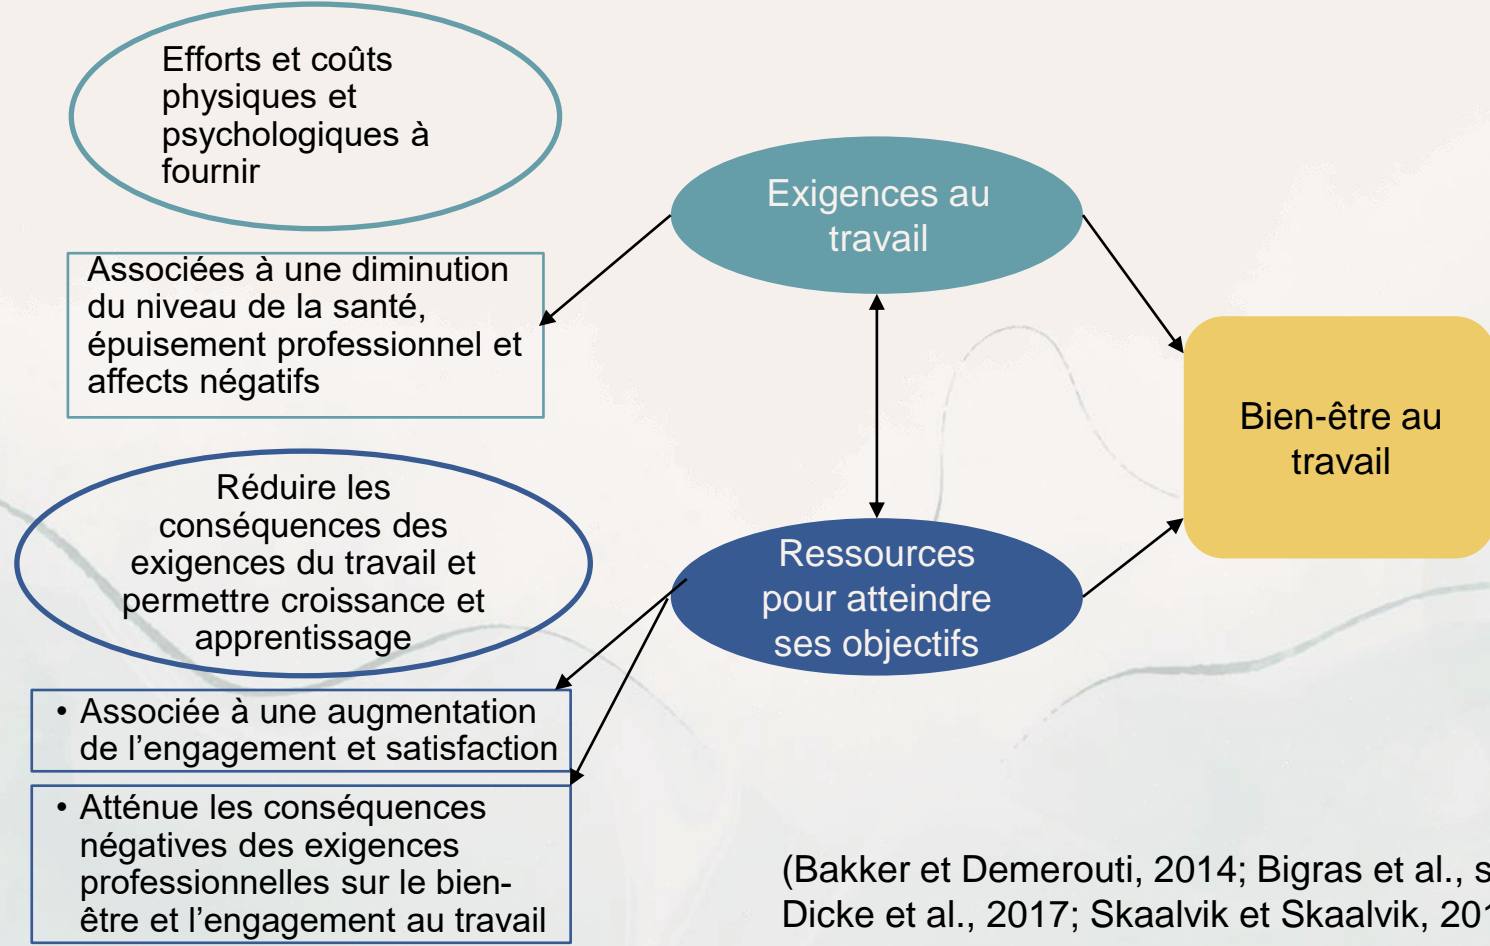 Efforts et coûts
physiques et
psychologiques à
fournir
Exigences au
travail
Associées à une diminution
du niveau de la santé,
épuisement professionnel et
affects négatifs
Bien-être au
travail
Réduire les
conséquences des
exigences du travail et
permettre croissance et
apprentissage
Ressources
pour atteindre
ses objectifs
• Associée à une augmentation
de l’engagement et satisfaction
• Atténue les conséquences
négatives des exigences
professionnelles sur le bien-
être et l’engagement au travail
(Bakker et Demerouti, 2014; Bigras et al.,
Dicke et al., 2017; Skaalvik et Skaalvik,